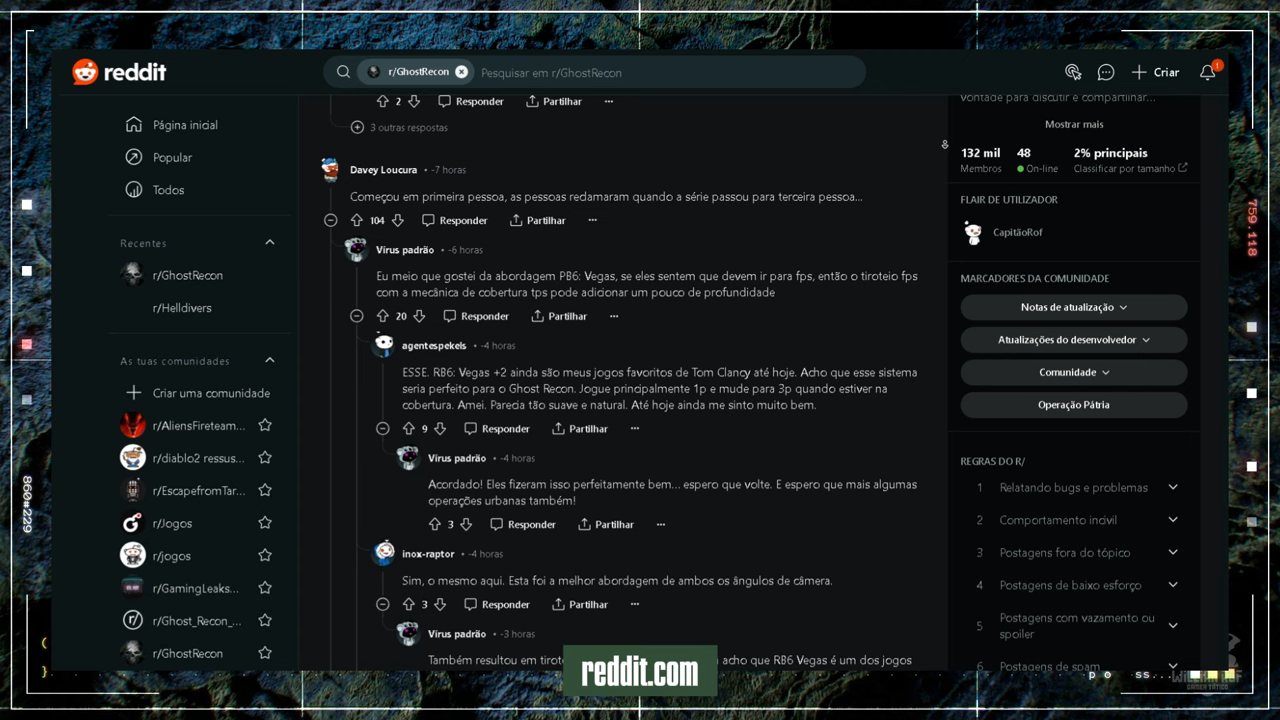 reddit
r/GhostRecon
Pesquisar em r/GhostRecon
Criar
Página inicial
Popular
Todos
Recentes
r/GhostRecon
r/Helldivers
As tuas comunidades
Criar uma comunidade
r/AliensFireteam...
r/diablo2 ressus...
r/EscapefromTar...
r/Jogos
r/jogos
r/GamingLeaks...
r/Ghost_Recon_...
r/GhostRecon
2 Responder Partilhar ...
3 outras respostas
Davey Loucura • -7 horas
Começou em primeira pessoa, as pessoas redamaram quando a série passou para terceira pessoa...
104 Responder Partilhar ...
Vírus padrão • -6 horas
Eu meio que gostei da abordagem PB6: Vegas, se eles sentem que devem ir para fps, então o tiroteio fps
com a mecânica de cobertura tps pode adicionar um pouco de profundidade
20 Responder Partilhar ...
agentespekels • -4 horas
ESSE. RB6: Vegas +2 ainda são meus jogos favoritos de Tom Clancy até hoje. Acho que esse sistema
seria perfeito para o Ghost Recon. Jogue principalmente 1p e mude para 3p quando estiver na
cobertura. Amei. Parecia tão suave e natural. Até hoje ainda me sinto muito bem.
9 Responder Partilhar ...
Vírus padrão • -4 horas
Acordado! Eles fizeram isso perfeitamente bem... espero que volte. E espero que mais algumas
operações urbanas também!
3 Responder Partilhar ...
inox-raptor • -4 horas
Sim, o mesmo aqui. Esta foi a melhor abordagem de ambos os ângulos de câmera.
3 Responder Partilhar ...
Vírus padrão • -3 horas
Também resultou em tirote acho que RB6 Vegas é um dos jogos
vontade para discutir e compartilhar...
Mostrar mais
132 mil 48 2% principais
Membros On-line Classificar por tamanho
FLAIR DE UTILIZADOR
CapitãoRof
MARCADORES DA COMUNIDADE
Notas de atualização
Atualizações do desenvolvedor
Comunidade
Operação Pátria
REGRAS DO R/
1 Relatando bugs e problemas
2 Comportamento incivil
3 Postagens fora do tópico
4 Postagens de baixo esforço
5 Postagens com vazamento ou
spoiler
6 Postagens de spam
reddit.com
860#229
759.118